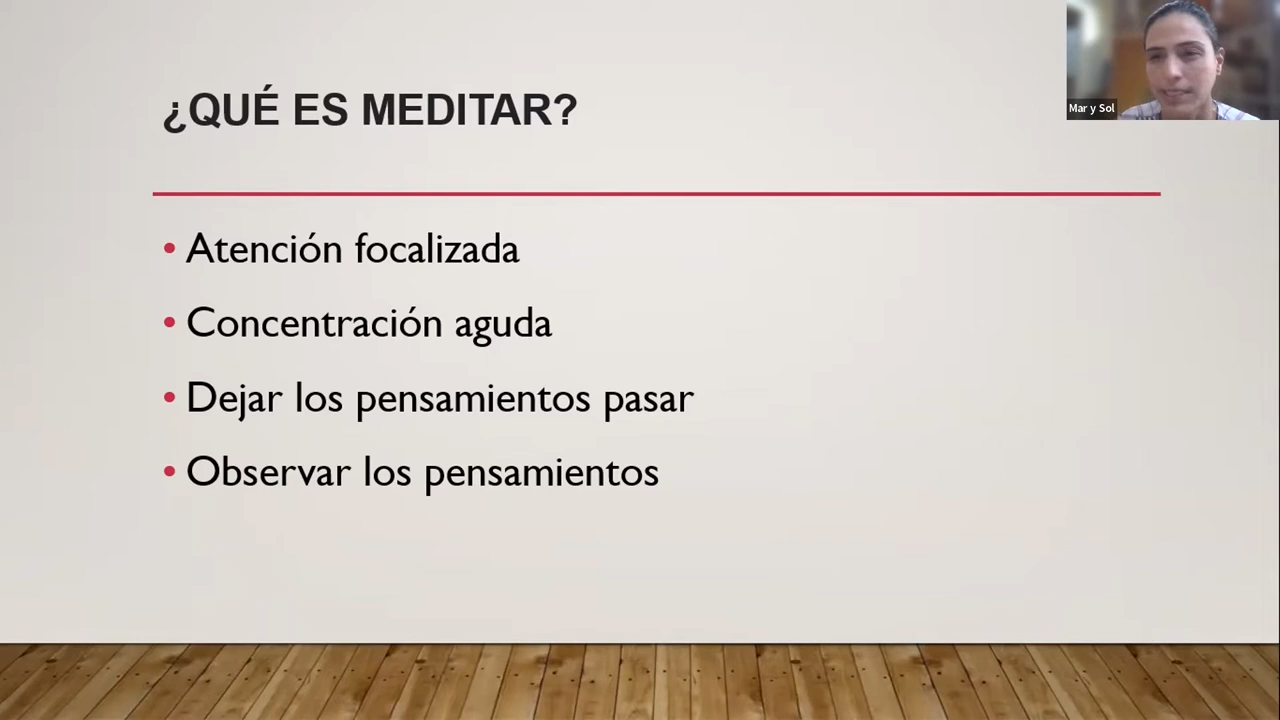 ¿QUÉ ES MEDITAR?
Mar y Sol
• Atención focalizada
• Concentración aguda
• Dejar los pensamientos pasar
• Observar los pensamientos